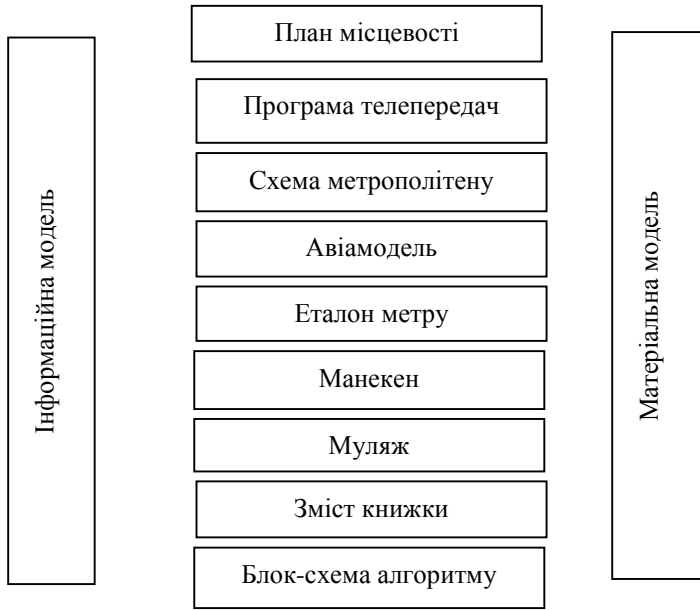 Інформаційна модель
План місцевості
Програма телепередач
Схема метрополітену
Авіамодель
Еталон метру
Манекен
Муляж
Зміст книжки
Блок-схема алгоритму
Матеріальна модель